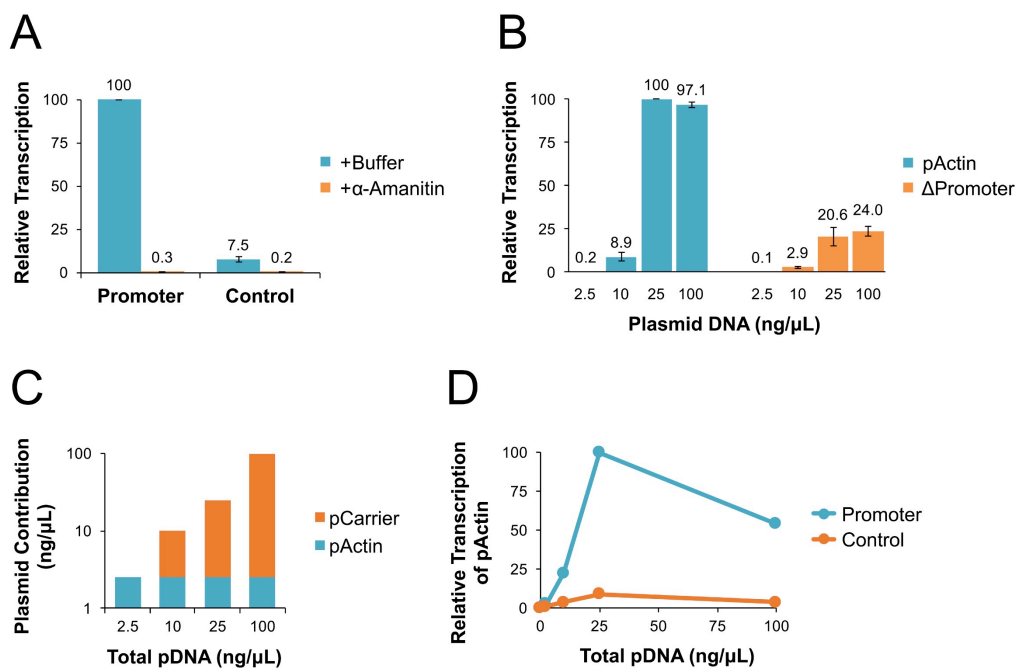 A
Relative Transcription
100
75
50
25
0
100
0.3
7.5
0.2
Promoter
Control
+Buffer
+α-Amanitin
B
Relative Transcription
100
75
50
25
0
0.2
8.9
100
97.1
0.1
2.9
20.6
24.0
2.5 10 25 100 2.5 10 25 100
Plasmid DNA (ng/μL)
pActin
ΔPromoter
C
Plasmid Contribution
(ng/μL)
100
10
1
2.5 10 25 100
Total pDNA (ng/μL)
pCarrier
pActin
D
Relative Transcription
of pActin
100
75
50
25
0
0 25 50 75 100
Total pDNA (ng/μL)
Promoter
Control